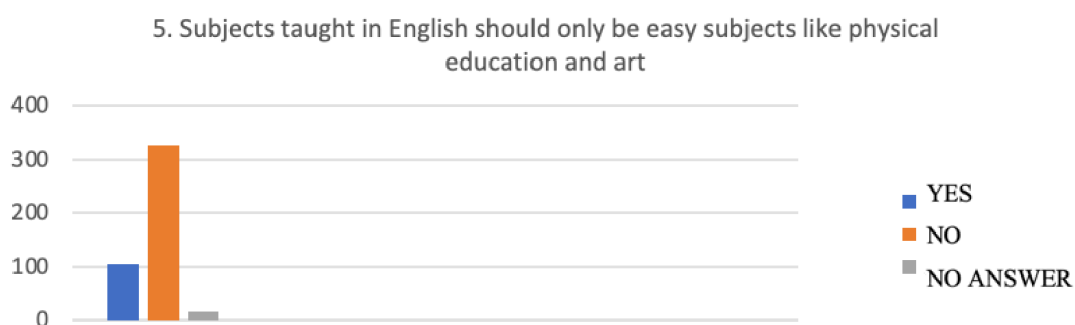 5. Subjects taught in English should only be easy subjects like physical
education and art
400
300
200
100
0
YES
NO
NO ANSWER